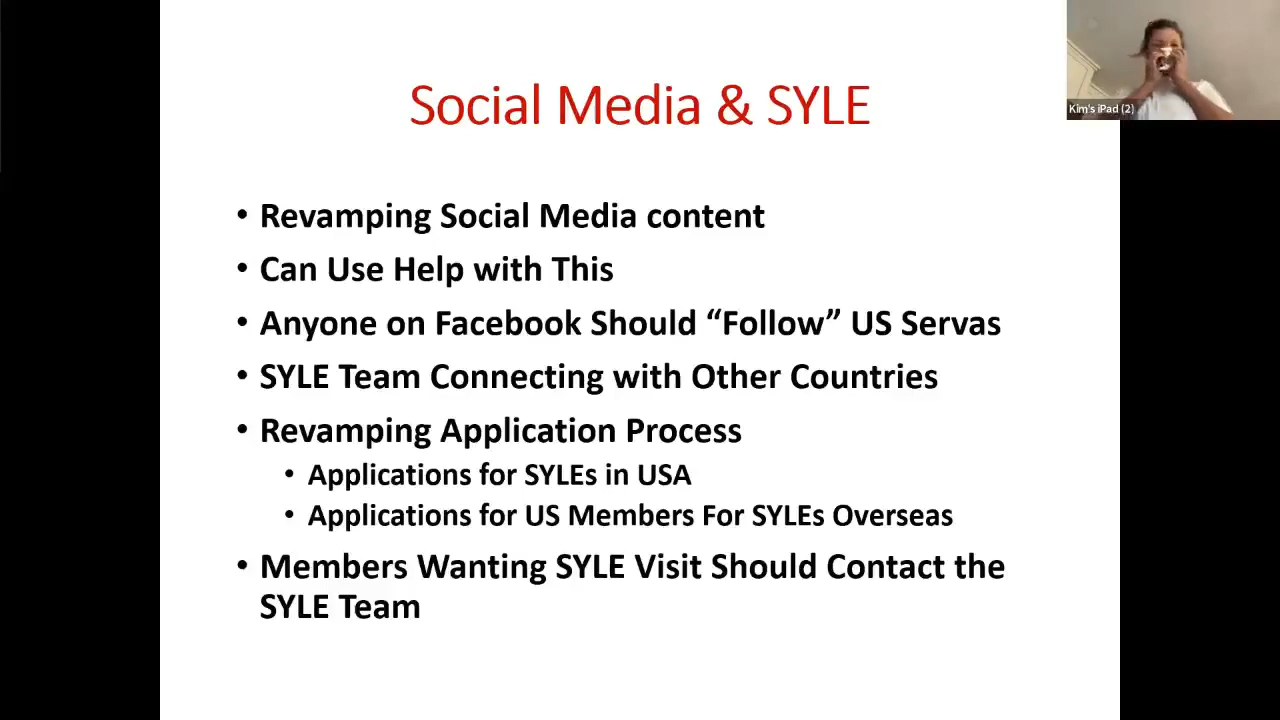 Social Media & SYLE
Kim's iPad (2)
• Revamping Social Media content
• Can Use Help with This
• Anyone on Facebook Should “Follow” US Servas
• SYLE Team Connecting with Other Countries
• Revamping Application Process
• Applications for SYLEs in USA
• Applications for US Members For SYLEs Overseas
• Members Wanting SYLE Visit Should Contact the
SYLE Team